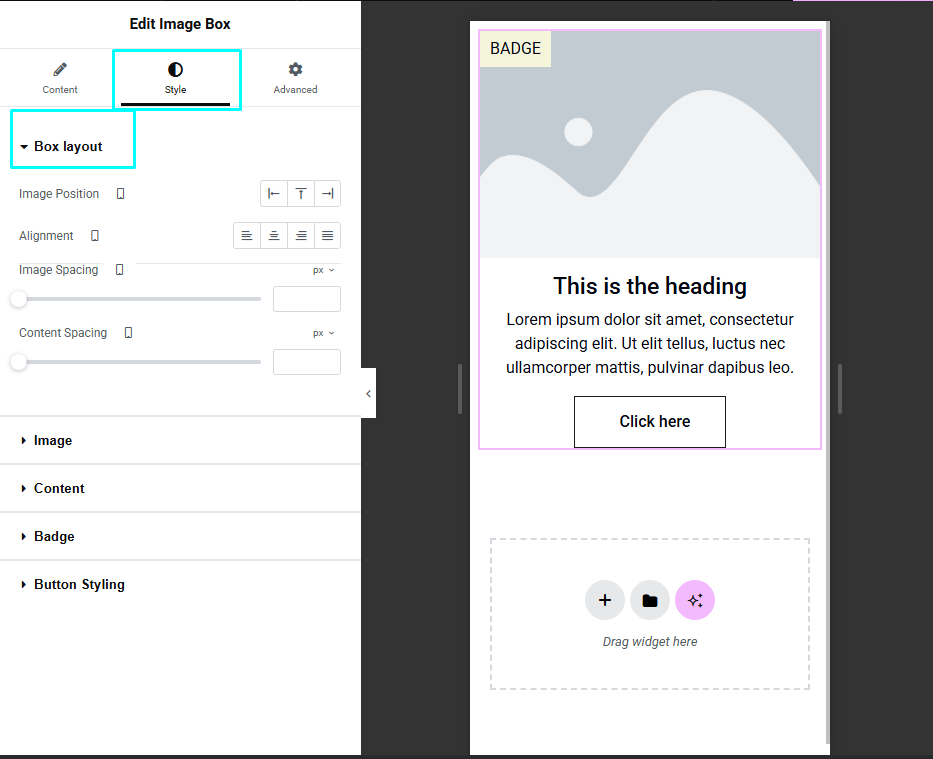 Edit Image Box
Content
Style
Advanced
Box layout
Image Position
Alignment
Image Spacing
px
Content Spacing
px
Image
Content
Badge
Button Styling
BADGE
This is the heading
Lorem ipsum dolor sit amet, consectetur
adipiscing elit. Ut elit tellus, luctus nec
ullamcorper mattis, pulvinar dapibus leo.
Click here
Drag widget here